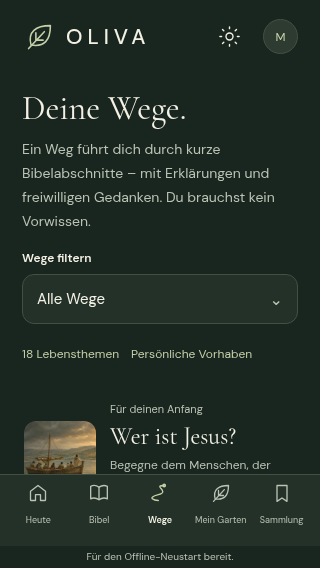 OLIVA
M
Deine Wege.
Ein Weg führt dich durch kurze
Bibelabschnitte – mit Erklärungen und
freiwilligen Gedanken. Du brauchst kein
Vorwissen.
Wege filtern
Alle Wege
18 Lebensthemen Persönliche Vorhaben
Für deinen Anfang
Wer ist Jesus?
Begegne dem Menschen, der
Heute Bibel Wege Mein Garten Sammlung
Für den Offline-Neustart bereit.